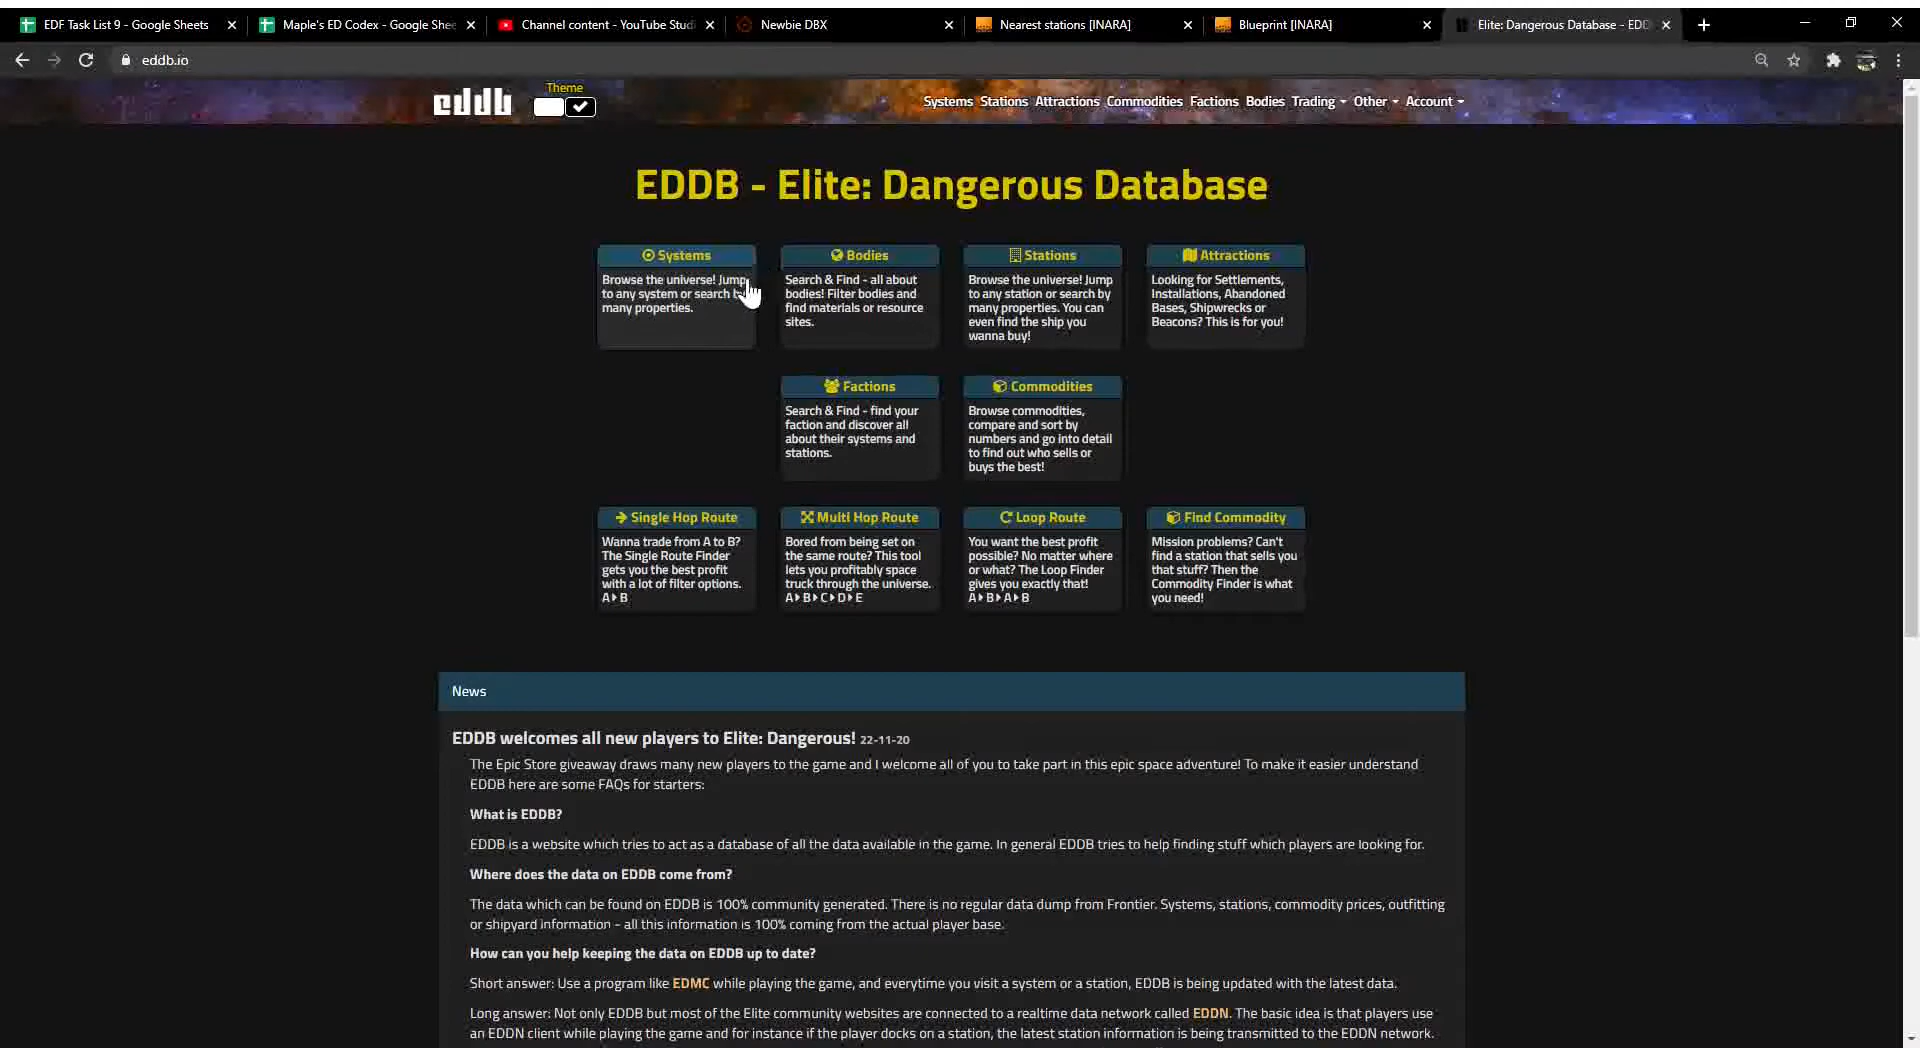 EDF Task List 9 - Google Sheets
Maple's ED Codex - Google Shee
Channel content - YouTube Studi
Newbie DBX
Nearest stations [INARA]
Blueprint [INARA]
Elite: Dangerous Database - EDD
eddb.io
eddb
Theme
Systems Stations Attractions Commodities Factions Bodies Trading Other Account
EDDB - Elite: Dangerous Database
Systems
Browse the universe! Jump
to any system or search by
many properties.
Bodies
Search & Find - all about
bodies! Filter bodies and
find materials or resource
sites.
Stations
Browse the universe! Jump
to any station or search by
many properties. You can
even find the ship you
wanna buy!
Attractions
Looking for Settlements,
Installations, Abandoned
Bases, Shipwrecks or
Beacons? This is for you!
Factions
Search & Find - find your
faction and discover all
about their systems and
stations.
Commodities
Browse commodities,
compare and sort by
numbers and go into detail
to find out who sells or
buys the best!
Single Hop Route
Wanna trade from A to B?
The Single Route Finder
gets you the best profit
with a lot of filter options.
A▸B
Multi Hop Route
Bored from being set on
the same route? This tool
lets you profitably space
truck through the universe.
A▸B▸C▸D▸E
Loop Route
You want the best profit
possible? No matter where
or what? The Loop Finder
gives you exactly that!
A▸B▸A▸B
Find Commodity
Mission problems? Can't
find a station that sells you
that stuff? Then the
Commodity Finder is what
you need!
News
EDDB welcomes all new players to Elite: Dangerous! 22-11-20
The Epic Store giveaway draws many new players to the game and I welcome all of you to take part in this epic space adventure! To make it easier understand
EDDB here are some FAQs for starters:
What is EDDB?
EDDB is a website which tries to act as a database of all the data available in the game. In general EDDB tries to help finding stuff which players are looking for.
Where does the data on EDDB come from?
The data which can be found on EDDB is 100% community generated. There is no regular data dump from Frontier. Systems, stations, commodity prices, outfitting
or shipyard information - all this information is 100% coming from the actual player base.
How can you help keeping the data on EDDB up to date?
Short answer: Use a program like EDMC while playing the game, and everytime you visit a system or a station, EDDB is being updated with the latest data.
Long answer: Not only EDDB but most of the Elite community websites are connected to a realtime data network called EDDN. The basic idea is that players use
an EDDN client while playing the game and for instance if the player docks on a station, the latest station information is being transmitted to the EDDN network.